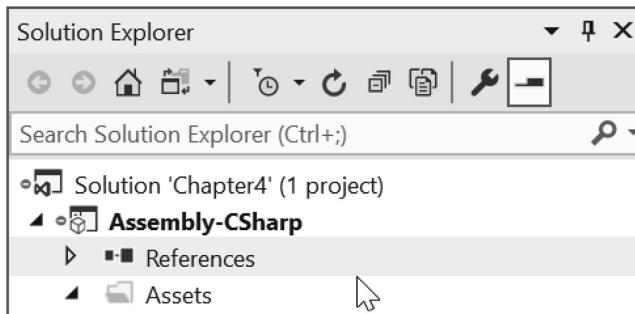 Solution Explorer
Search Solution Explorer (Ctrl+;)
Solution 'Chapter4' (1 project)
Assembly-CSharp
References
Assets